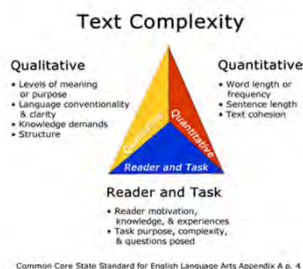 Text Complexity
Qualitative
• Levels of meaning
or purpose
• Language conventionality
& clarity
• Knowledge demands
• Structure
Quantitative
• Word length or
frequency
• Sentence length
• Text cohesion
Qualitative
Quantitative
Reader and Task
Reader and Task
• Reader motivation,
knowledge, & experiences
• Task purpose, complexity,
& questions posed
Common Core State Standard for English Language Arts Appendix A p. 4